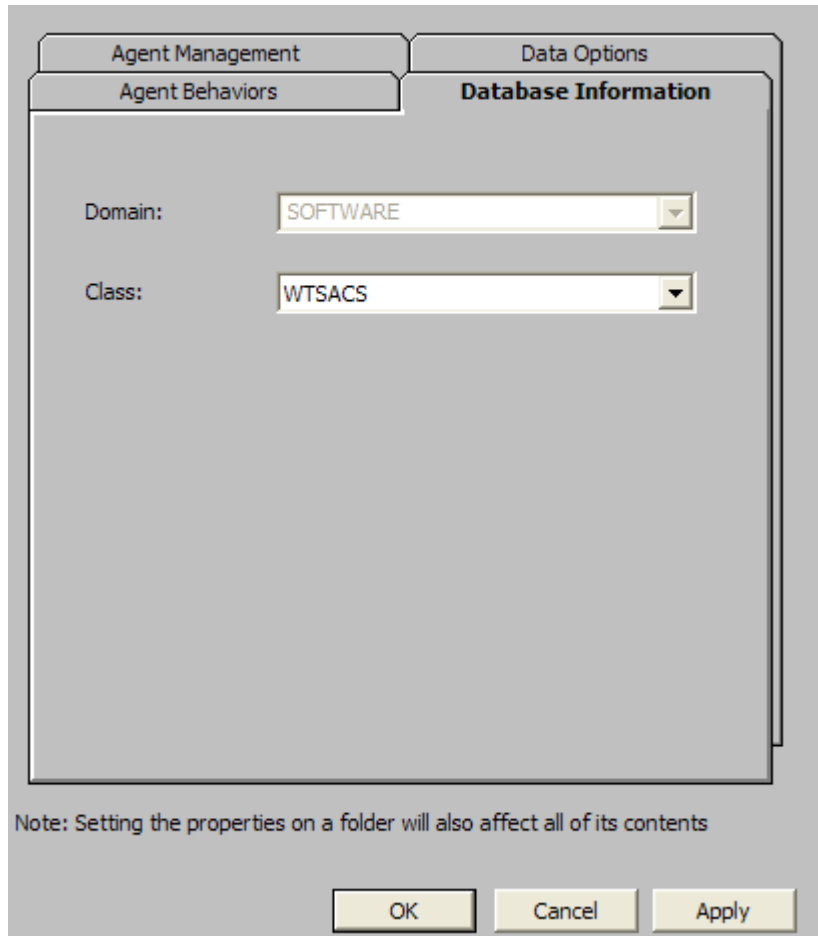 Agent Management
Data Options
Agent Behaviors
Database Information
Domain:
SOFTWARE
Class:
WTSACS
Note: Setting the properties on a folder will also affect all of its contents
OK
Cancel
Apply